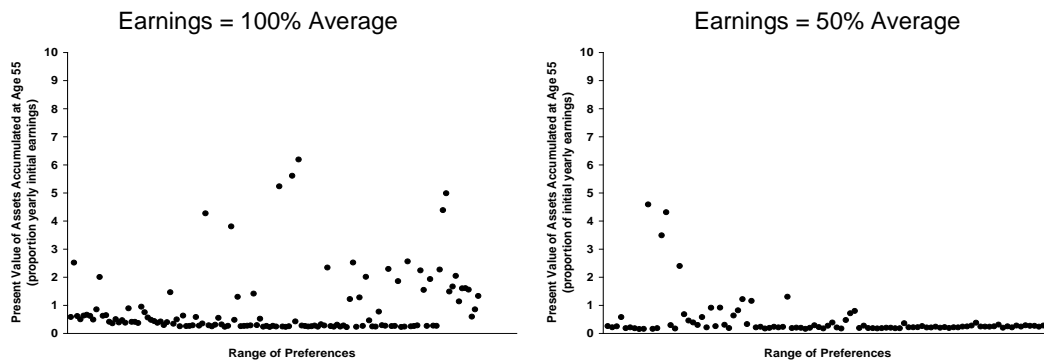 Earnings = 100% Average
Present Value of Assets Accumulated at Age 55
(proportion yearly initial earnings)
10
9
8
7
6
5
4
3
2
1
0
Range of Preferences
Earnings = 50% Average
Present Value of Assets Accumulated at Age 55
(proportion of initial yearly earnings)
10
9
8
7
6
5
4
3
2
1
0
Range of Preferences